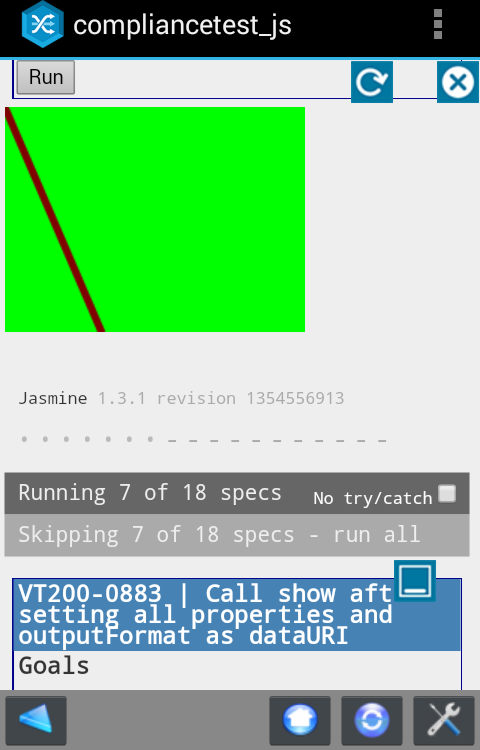 compliancetest_js
Run
Jasmine 1.3.1 revision 1354556913
Running 7 of 18 specs No try/catch
Skipping 7 of 18 specs - run all
VT200-0883 | Call show aft
setting all properties and
outputFormat as dataURI
Goals